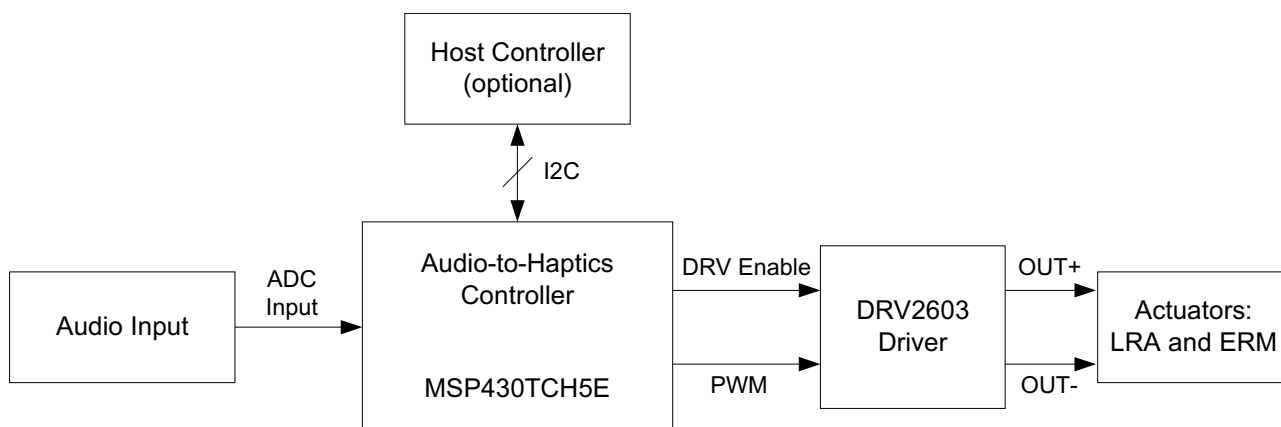 Host Controller
(optional)
I2C
Audio Input
ADC
Input
Audio-to-Haptics
Controller
MSP430TCH5E
DRV Enable
PWM
DRV2603
Driver
OUT+
OUT-
Actuators:
LRA and ERM